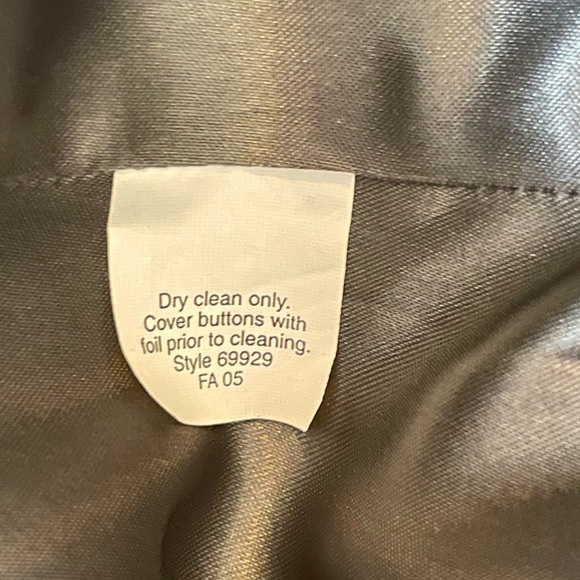 Dry clean only.
Cover buttons with
foil prior to cleaning.
Style 69929
FA 05